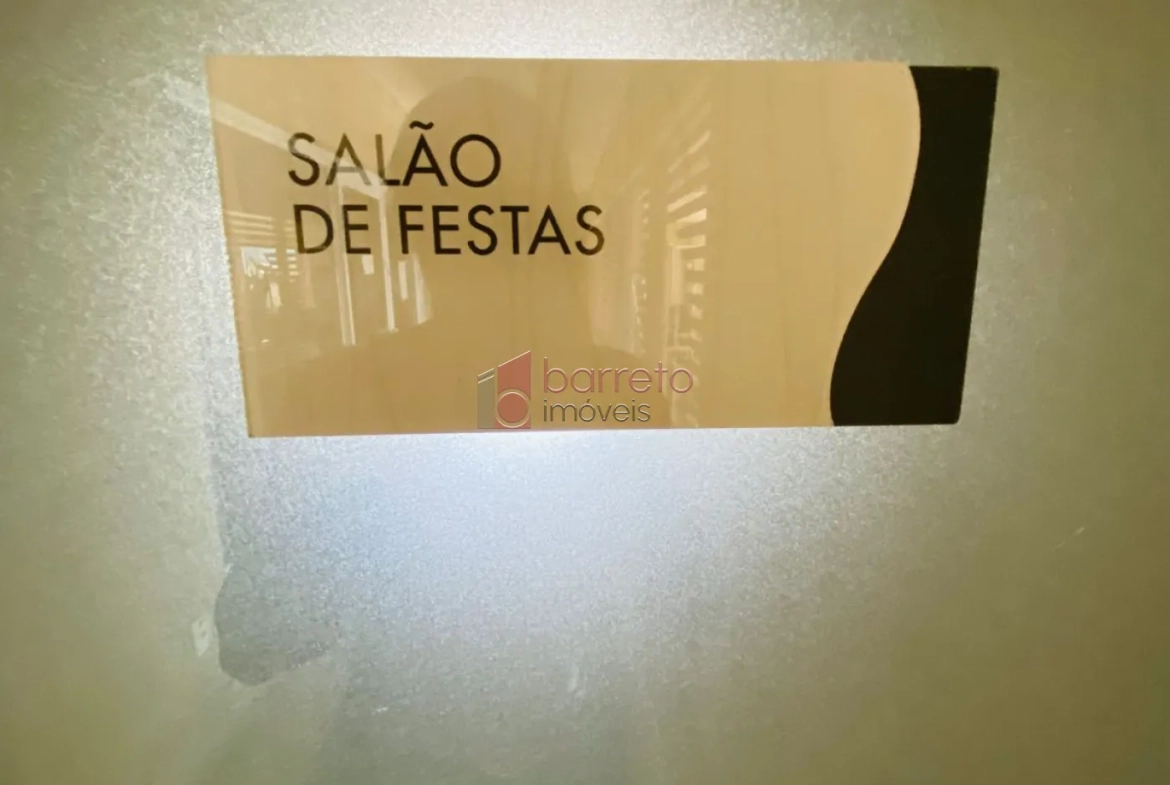 SALÃO
DE FESTAS
barreto
imóveis